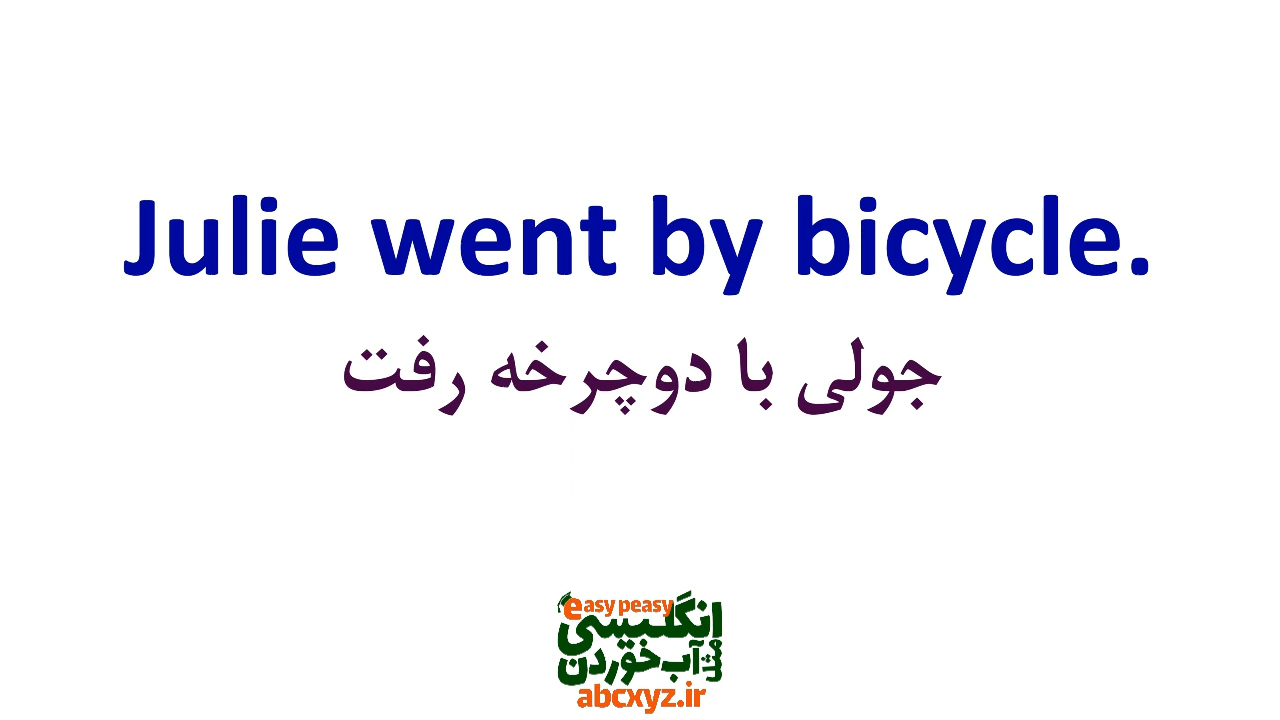 Julie went by bicycle.
جولی با دوچرخه رفت
easy peasy
انگلیسی
مثل آب خوردن
abcxyz.ir